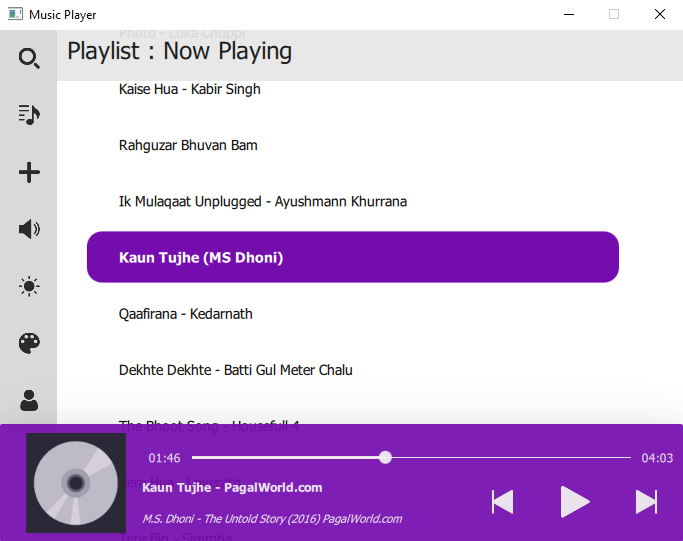 Music Player
Photo - Luka Chuppi
Playlist : Now Playing
Kaise Hua - Kabir Singh
Rahguzar Bhuvan Bam
Ik Mulaqaat Unplugged - Ayushmann Khurrana
Kaun Tujhe (MS Dhoni)
Qaafirana - Kedarnath
Dekhte Dekhte - Batti Gul Meter Chalu
The Bhoot Song - Housefull 4
01:46
04:03
Kaun Tujhe - PagalWorld.com
M.S. Dhoni - The Untold Story (2016) PagalWorld.com
Tere Bin - Simmba